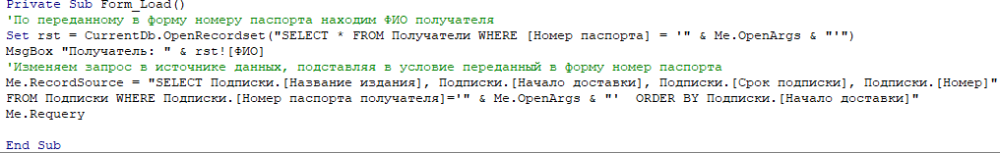 Private Sub Form_Load()
'По переданному в форму номеру паспорта находим ФИО получателя
Set rst = CurrentDb.OpenRecordset("SELECT * FROM Получатели WHERE [Номер паспорта] = '" & Me.OpenArgs & "'")
MsgBox "Получатель: " & rst![ФИО]
'Изменяем запрос в источнике данных, подставляя в условие переданный в форму номер паспорта
Me.RecordSource = "SELECT Подписки.[Название издания], Подписки.[Начало доставки], Подписки.[Срок подписки], Подписки.[Номер]"
FROM Подписки WHERE Подписки.[Номер паспорта получателя]='" & Me.OpenArgs & "'  ORDER BY Подписки.[Начало доставки]"
Me.Requery
End Sub